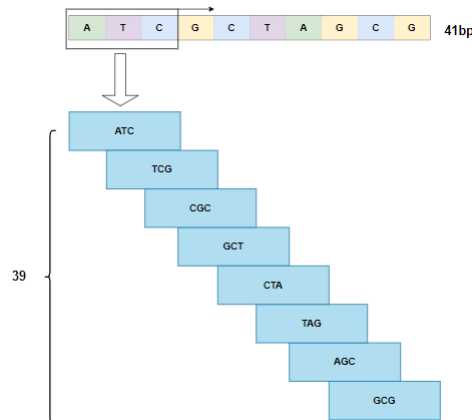 A T C G C T A G C G 41bp
ATC
TCG
CGC
GCT
39
CTA
TAG
AGC
GCG